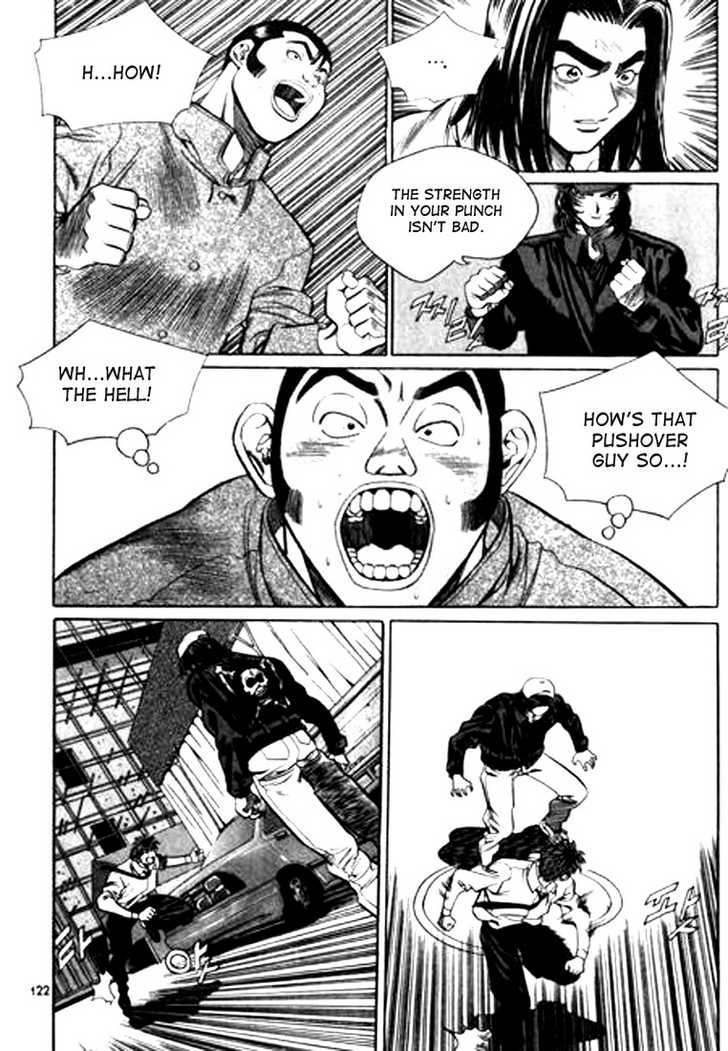 H...HOW!
...
THE STRENGTH
IN YOUR PUNCH
ISN'T BAD.
WH...WHAT
THE HELL!
HOW'S THAT
PUSHOVER
GUY SO...!
122